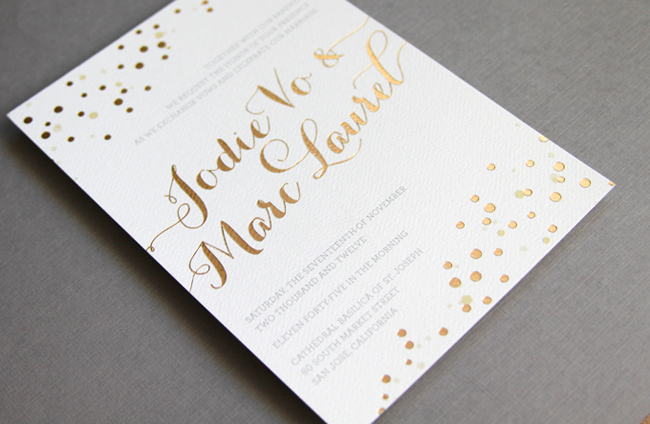 TOGETHER WITH OUR PARENTS
WE REQUEST THE HONOR OF YOUR PRESENCE
AS WE EXCHANGE VOWS AND CELEBRATE OUR MARRIAGE
Jodie Vo &
Marc Laurel
SATURDAY, THE SEVENTEENTH OF NOVEMBER
TWO THOUSAND AND TWELVE
ELEVEN FORTY-FIVE IN THE MORNING
CATHEDRAL BASILICA OF ST. JOSEPH
80 SOUTH MARKET STREET
SAN JOSE, CALIFORNIA